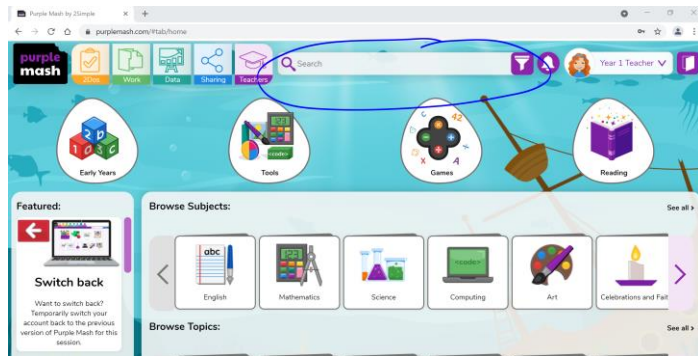 Purple Mash by 2Simple
purplemash.com/#tab/home
purple
mash
2Dos
Work
Data
Sharing
Teachers
Search
Year 1 Teacher
Early Years
Tools
Games
Reading
Featured:
Switch back
Want to switch back?
Temporarily switch your
account back to the previous
version of Purple Mash for this
session.
Browse Subjects:
See all >
abc
English
Mathematics
Science
<code>
Computing
Art
Celebrations and Fait
Browse Topics:
See all >